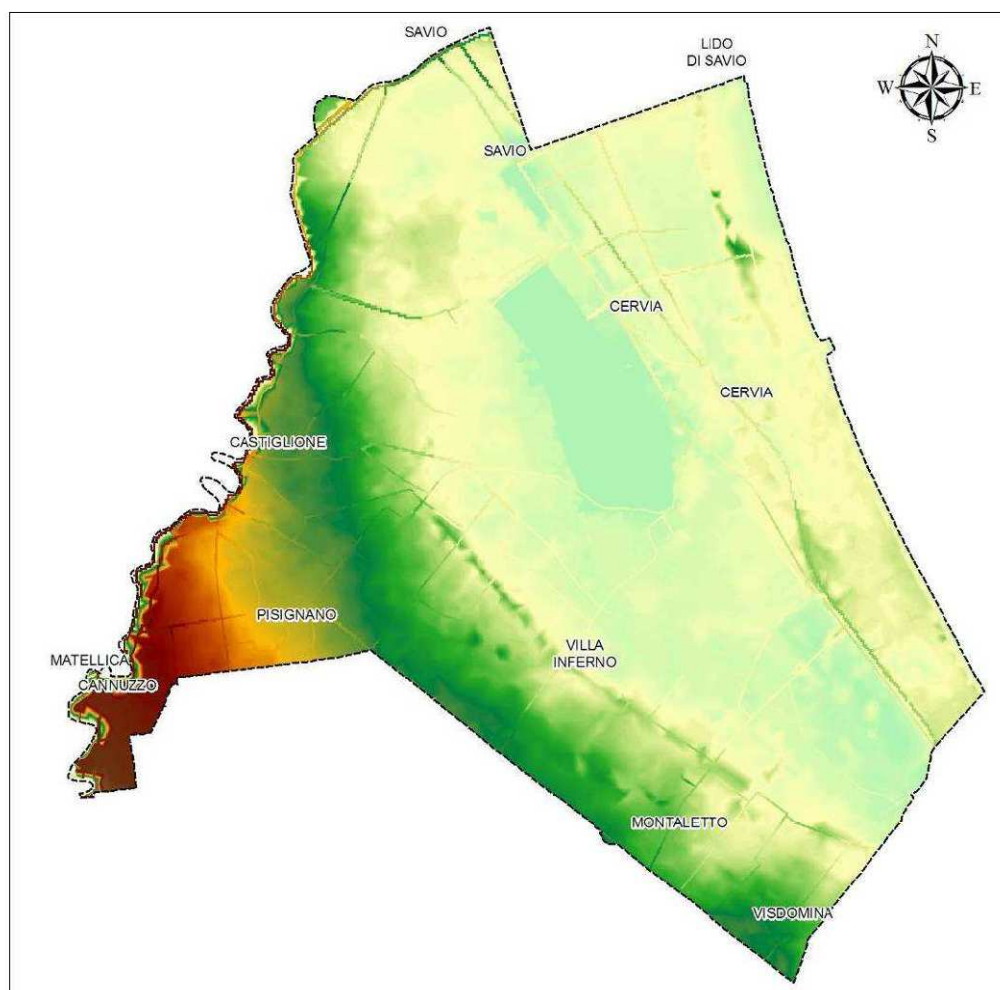 SAVIO
LIDO
DI SAVIO
N
W
E
S
SAVIO
CERVIA
CERVIA
CASTIGLIONE
PISIGNANO
VILLA
INFERNO
MATELLICA
CANNUZZO
MONTALETTO
VISDOMINA